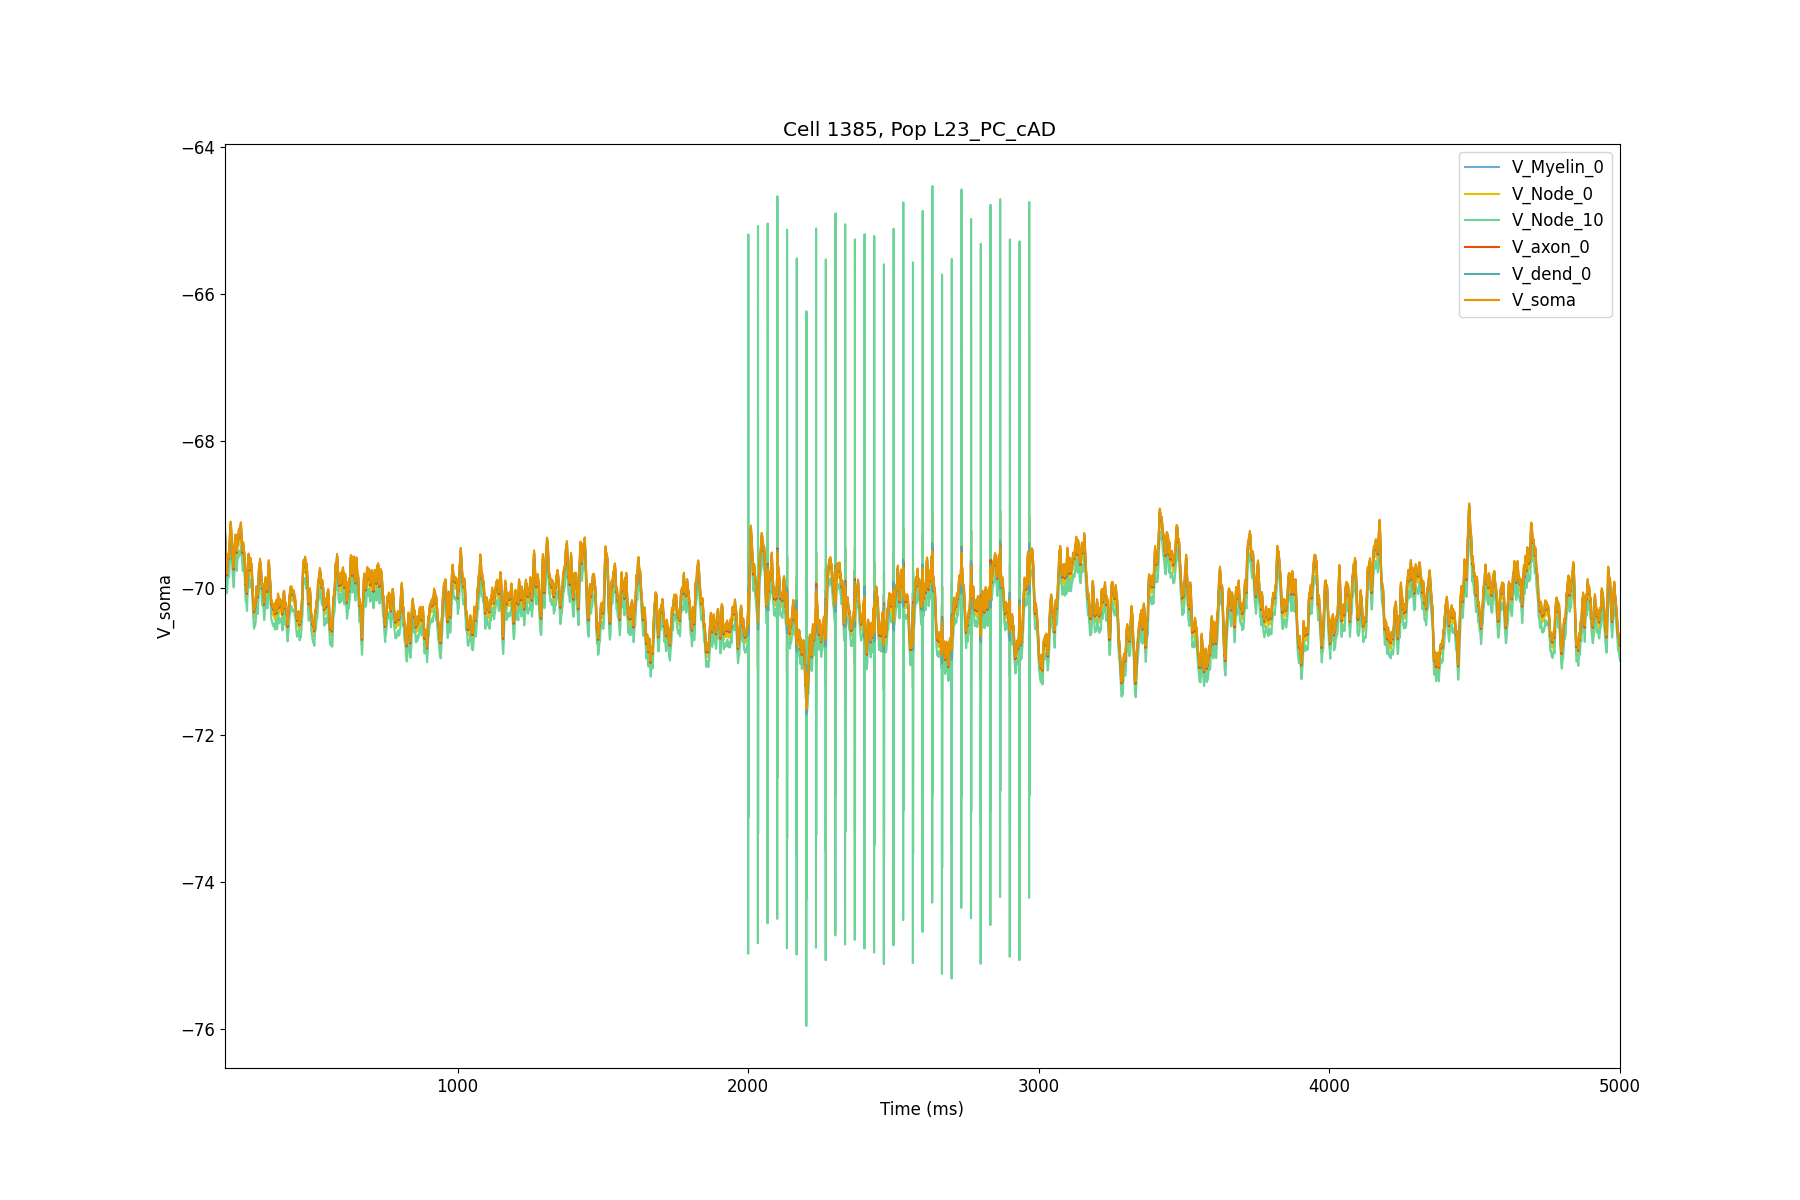 Cell 1385, Pop L23_PC_cAD
V_Myelin_0
V_Node_0
V_Node_10
V_axon_0
V_dend_0
V_soma
−64
−66
−68
−70
−72
−74
−76
V_soma
1000
2000
3000
4000
5000
Time (ms)